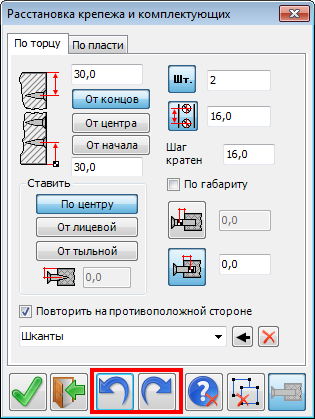 Расстановка крепежа и комплектующих
По торцу
По пласти
30,0
От концов
От центра
От начала
30,0
Шт.
2
16,0
Шаг
кратен
16,0
Ставить
По центру
От лицевой
От тыльной
0,0
По габариту
0,0
0,0
Повторить на противоположной стороне
Шканты